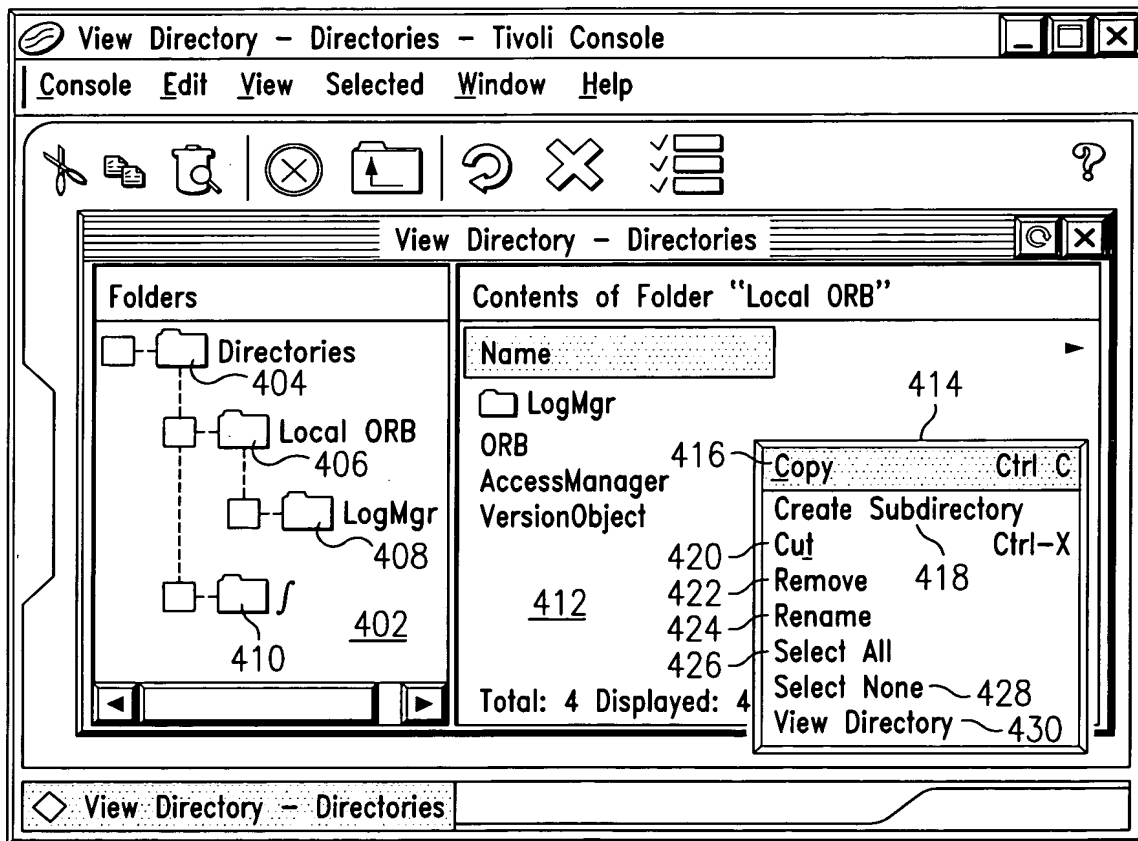 View Directory – Directories – Tivoli Console
Console Edit View Selected Window Help
?
View Directory – Directories
Folders
Directories
404
Local ORB
406
LogMgr
408
∫
410
402
Contents of Folder "Local ORB"
Name
LogMgr
ORB
AccessManager
VersionObject
412
Total: 4 Displayed: 4
414
416 Copy Ctrl C
Create Subdirectory
418
420 Cut Ctrl–X
422 Remove
424 Rename
426 Select All
Select None 428
View Directory 430
View Directory – Directories